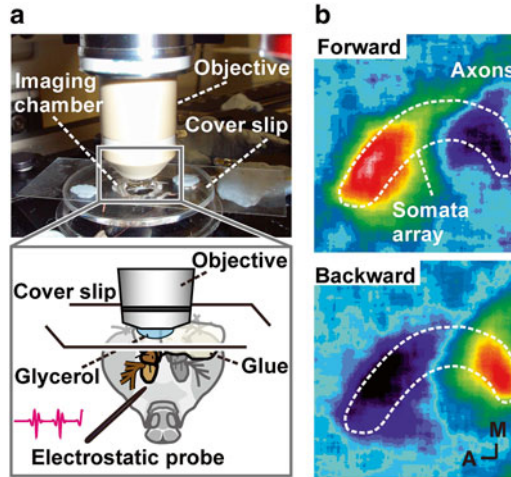 a
Objective
Imaging
chamber
Cover slip
Objective
Cover slip
Glycerol
Glue
Electrostatic probe
b
Forward
Axons
Somata
array
Backward
M
A